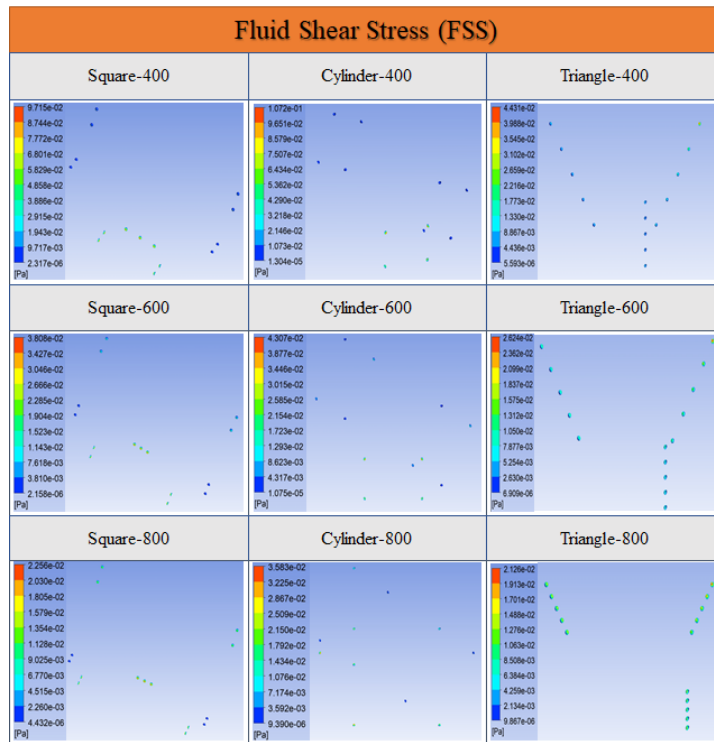 Fluid Shear Stress (FSS)
Square-400
Cylinder-400
Triangle-400
9.715e-02
8.744e-02
7.772e-02
6.801e-02
5.829e-02
4.858e-02
3.886e-02
2.915e-02
1.943e-02
9.717e-03
2.317e-06
[Pa]
1.072e-01
9.651e-02
8.579e-02
7.507e-02
6.434e-02
5.362e-02
4.290e-02
3.218e-02
2.146e-02
1.073e-02
1.304e-05
[Pa]
4.431e-02
3.988e-02
3.545e-02
3.102e-02
2.659e-02
2.216e-02
1.773e-02
1.330e-02
8.867e-03
4.436e-03
5.593e-06
[Pa]
Square-600
Cylinder-600
Triangle-600
3.808e-02
3.427e-02
3.046e-02
2.666e-02
2.285e-02
1.904e-02
1.523e-02
1.143e-02
7.618e-03
3.810e-03
2.158e-06
[Pa]
4.307e-02
3.877e-02
3.446e-02
3.015e-02
2.584e-02
2.154e-02
1.723e-02
1.293e-02
8.623e-03
4.317e-03
1.075e-05
[Pa]
2.624e-02
2.362e-02
2.099e-02
1.837e-02
1.575e-02
1.312e-02
1.050e-02
7.877e-03
5.254e-03
2.630e-03
6.909e-06
[Pa]
Square-800
Cylinder-800
Triangle-800
2.256e-02
2.030e-02
1.805e-02
1.579e-02
1.354e-02
1.128e-02
9.025e-03
6.770e-03
4.515e-03
2.260e-03
4.432e-06
[Pa]
3.583e-02
3.225e-02
2.867e-02
2.509e-02
2.150e-02
1.792e-02
1.434e-02
1.076e-02
7.174e-03
3.592e-03
9.390e-06
[Pa]
2.126e-02
1.913e-02
1.701e-02
1.488e-02
1.276e-02
1.063e-02
8.508e-03
6.384e-03
4.259e-03
2.134e-03
9.867e-06
[Pa]